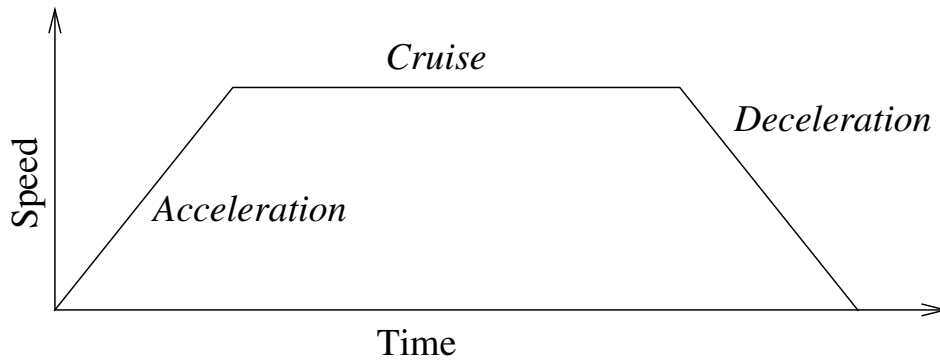 Cruise
Deceleration
Speed
Acceleration
Time